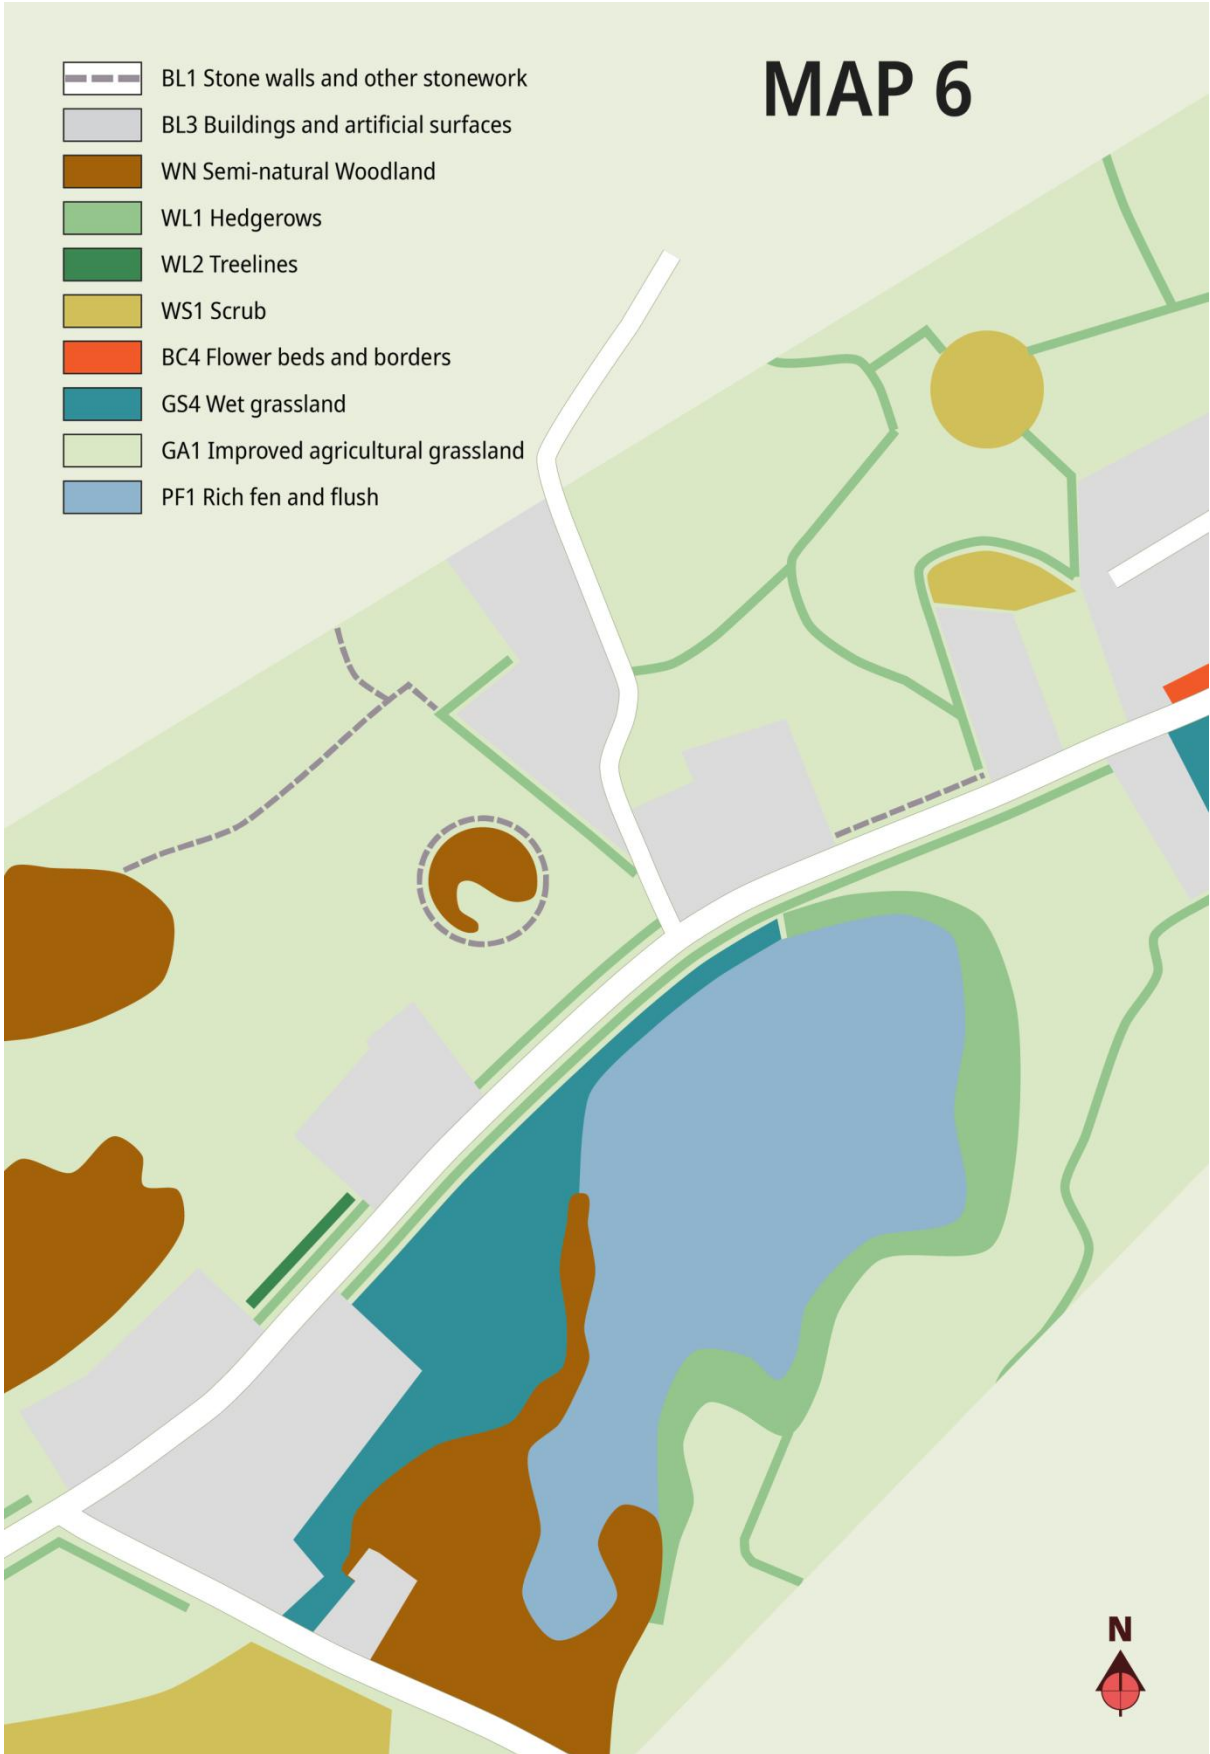 MAP 6
BL1 Stone walls and other stonework
BL3 Buildings and artificial surfaces
WN Semi-natural Woodland
WL1 Hedgerows
WL2 Treelines
WS1 Scrub
BC4 Flower beds and borders
GS4 Wet grassland
GA1 Improved agricultural grassland
PF1 Rich fen and flush
N